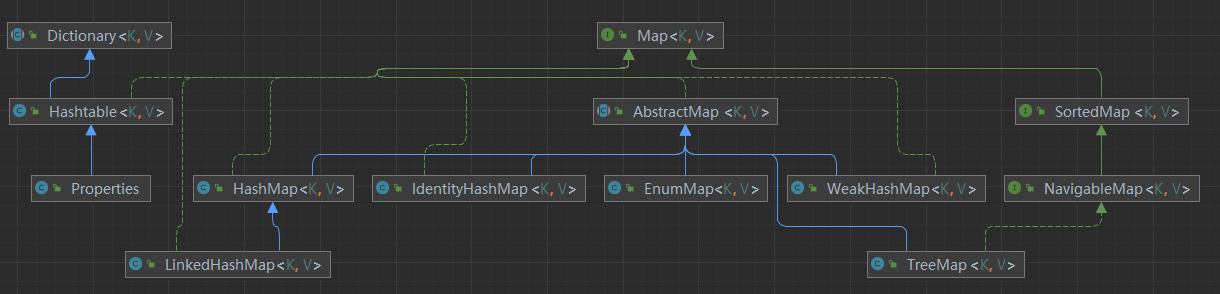 Dictionary<K, V>
Map<K, V>
Hashtable<K, V>
AbstractMap <K, V>
SortedMap <K, V>
Properties
HashMap<K, V>
IdentityHashMap<K, V>
EnumMap<K, V>
WeakHashMap<K, V>
NavigableMap<K, V>
LinkedHashMap<K, V>
TreeMap <K, V>